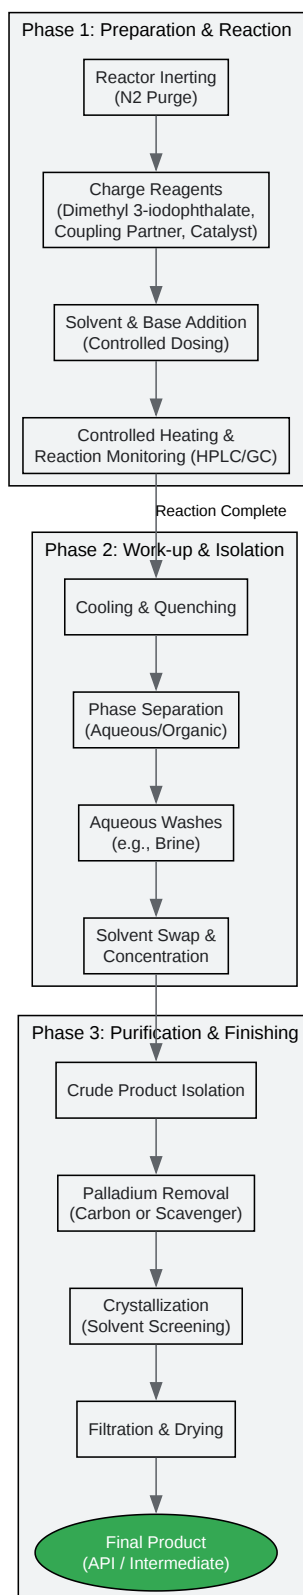 Phase 1: Preparation & Reaction
Reactor Inerting
(N2 Purge)
Charge Reagents
(Dimethyl 3-iodophthalate,
Coupling Partner, Catalyst)
Solvent & Base Addition
(Controlled Dosing)
Controlled Heating &
Reaction Monitoring (HPLC/GC)
Reaction Complete
Phase 2: Work-up & Isolation
Cooling & Quenching
Phase Separation
(Aqueous/Organic)
Aqueous Washes
(e.g., Brine)
Solvent Swap &
Concentration
Phase 3: Purification & Finishing
Crude Product Isolation
Palladium Removal
(Carbon or Scavenger)
Crystallization
(Solvent Screening)
Filtration & Drying
Final Product
(API / Intermediate)